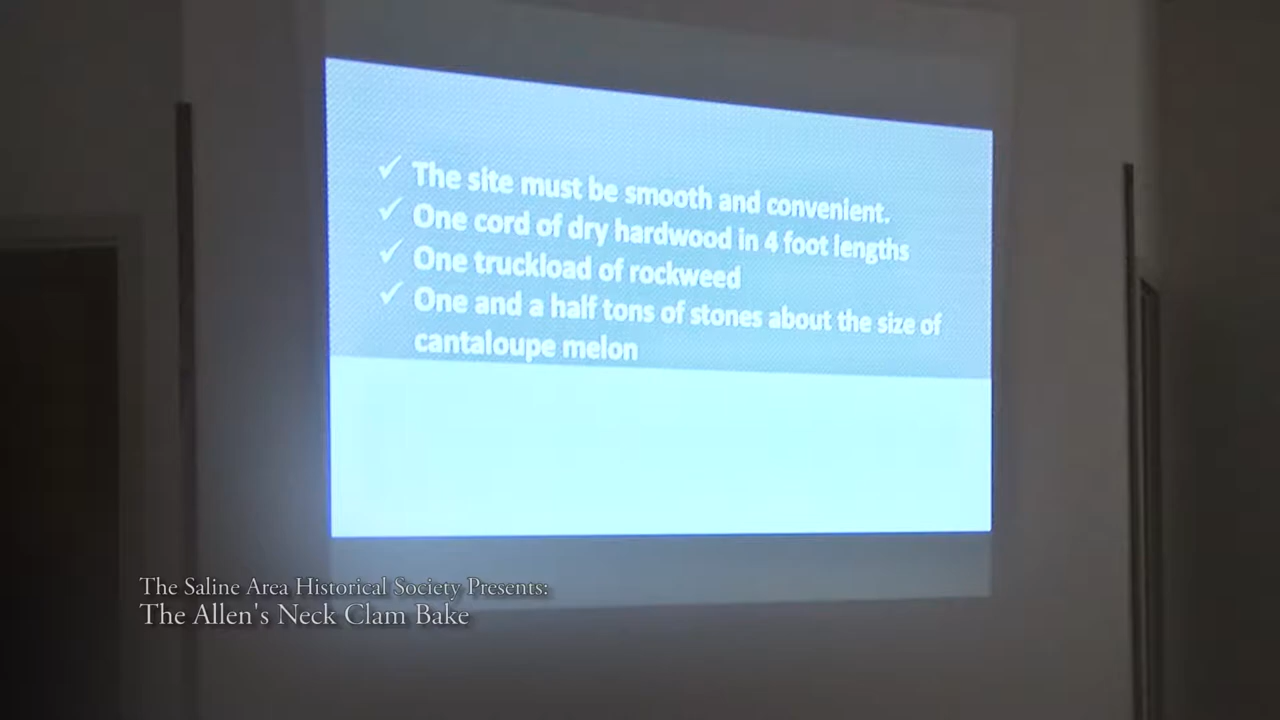 The site must be smooth and convenient.
One cord of dry hardwood in 4 foot lengths
One truckload of rockweed
One and a half tons of stones about the size of
cantaloupe melon
The Saline Area Historical Society Presents:
The Allen's Neck Clam Bake